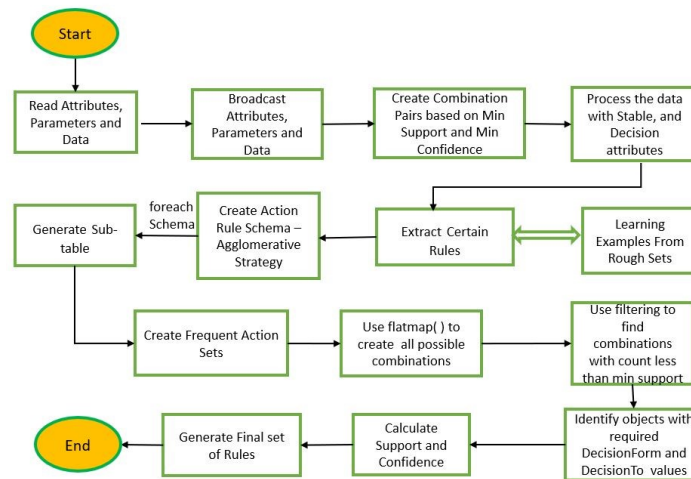 Start
Read Attributes,
Parameters and
Data
Broadcast
Attributes,
Parameters and
Data
Create Combination
Pairs based on Min
Support and Min
Confidence
Process the data
with Stable, and
Decision
attributes
Generate Sub-
table
foreach
Schema
Create Action
Rule Schema –
Agglomerative
Strategy
Extract Certain
Rules
Learning
Examples From
Rough Sets
Create Frequent Action
Sets
Use flatmap( ) to
create all possible
combinations
Use filtering to
find
combinations
with count less
than min support
End
Generate Final set
of Rules
Calculate
Support and
Confidence
Identify objects with
required
DecisionForm and
DecisionTo values